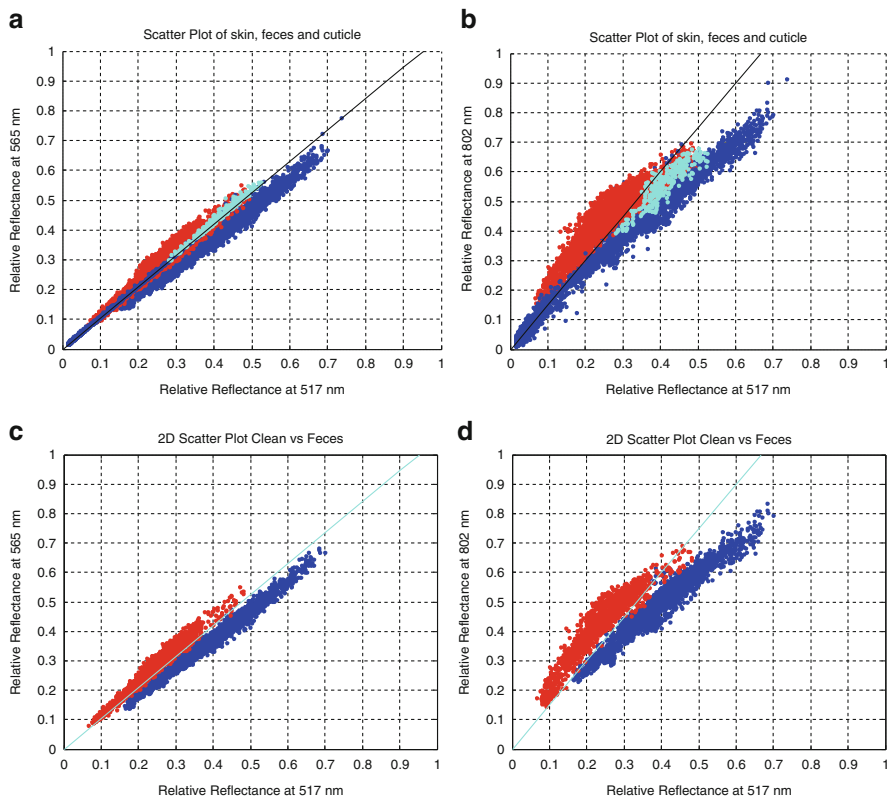 a
Scatter Plot of skin, feces and cuticle
1
0.9
0.8
0.7
0.6
0.5
0.4
0.3
0.2
0.1
0
Relative Reflectance at 565 nm
0 0.1 0.2 0.3 0.4 0.5 0.6 0.7 0.8 0.9 1
Relative Reflectance at 517 nm
b
Scatter Plot of skin, feces and cuticle
1
0.9
0.8
0.7
0.6
0.5
0.4
0.3
0.2
0.1
0
Relative Reflectance at 802 nm
0 0.1 0.2 0.3 0.4 0.5 0.6 0.7 0.8 0.9 1
Relative Reflectance at 517 nm
c
2D Scatter Plot Clean vs Feces
1
0.9
0.8
0.7
0.6
0.5
0.4
0.3
0.2
0.1
0
Relative Reflectance at 565 nm
0 0.1 0.2 0.3 0.4 0.5 0.6 0.7 0.8 0.9 1
Relative Reflectance at 517 nm
d
2D Scatter Plot Clean vs Feces
1
0.9
0.8
0.7
0.6
0.5
0.4
0.3
0.2
0.1
0
Relative Reflectance at 802 nm
0 0.1 0.2 0.3 0.4 0.5 0.6 0.7 0.8 0.9 1
Relative Reflectance at 517 nm